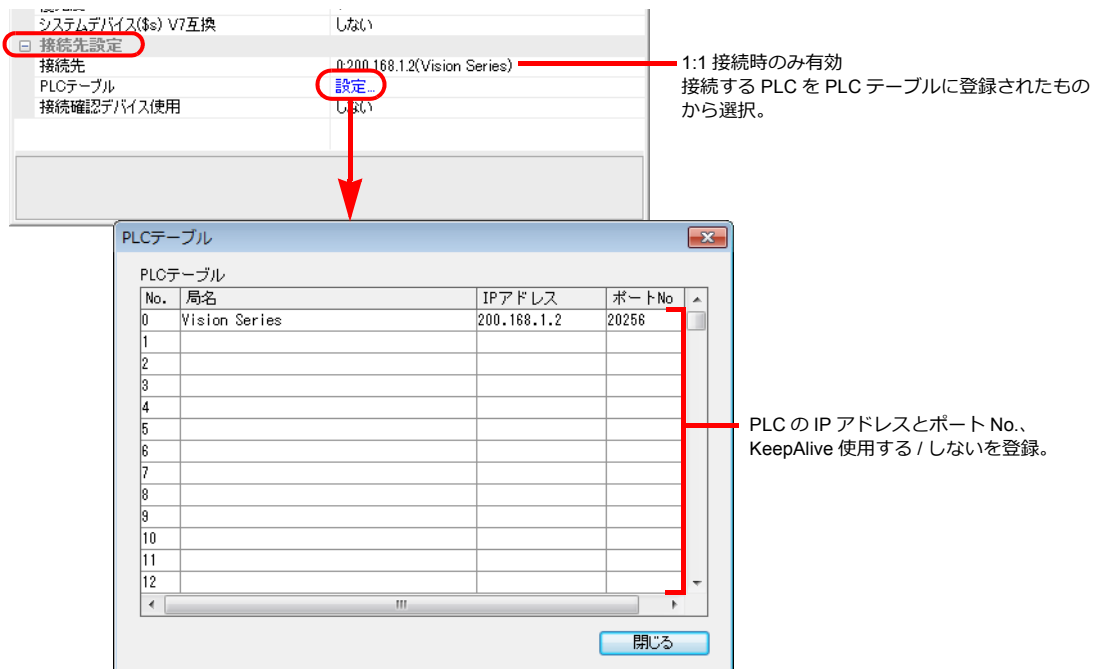 システムデバイス($s) V7互換 しない
接続先設定
接続先 0:200.168.1.2(Vision Series)
PLCテーブル 設定...
接続確認デバイス使用 しない
1:1 接続時のみ有効
接続する PLC を PLC テーブルに登録されたもの
から選択。
PLCテーブル
PLCテーブル
No. 局名 IPアドレス ポートNo
0 Vision Series 200.168.1.2 20256
1
2
3
4
5
6
7
8
9
10
11
12
PLC の IP アドレスとポート No.、
KeepAlive 使用する / しないを登録。
閉じる